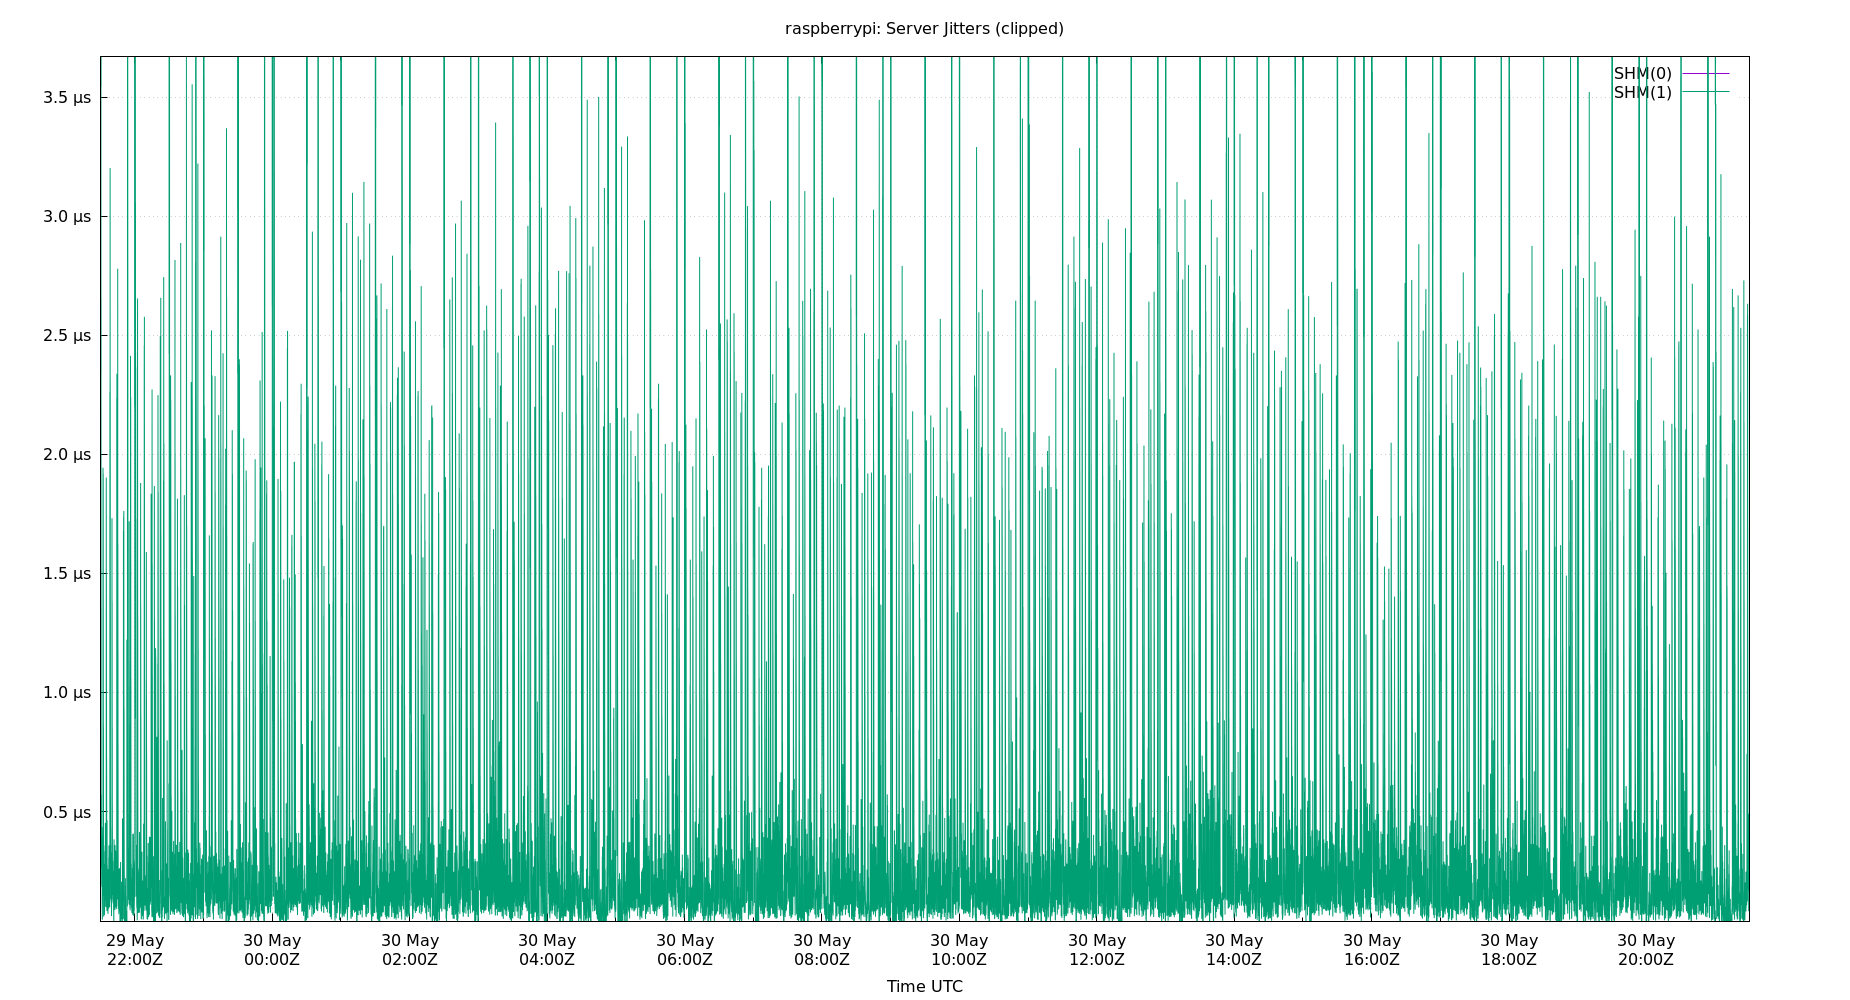 raspberrypi: Server Jitters (clipped)
SHM(0)
SHM(1)
3.5 µs
3.0 µs
2.5 µs
2.0 µs
1.5 µs
1.0 µs
0.5 µs
29 May 30 May 30 May 30 May 30 May 30 May 30 May 30 May 30 May 30 May 30 May 30 May
22:00Z 00:00Z 02:00Z 04:00Z 06:00Z 08:00Z 10:00Z 12:00Z 14:00Z 16:00Z 18:00Z 20:00Z
Time UTC